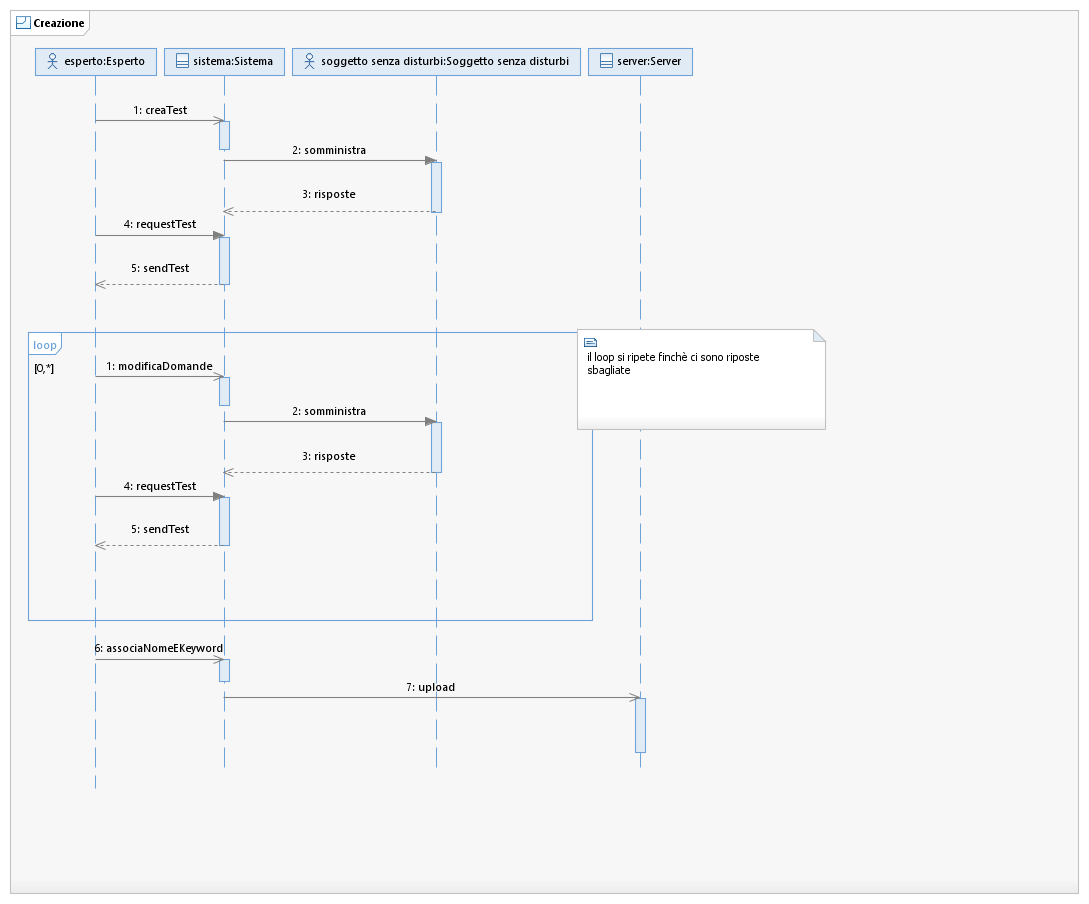 Creazione
esperto:Esperto
sistema:Sistema
soggetto senza disturbi:Soggetto senza disturbi
server:Server
1: creaTest
2: somministra
3: risposte
4: requestTest
5: sendTest
loop
[0,*]
il loop si ripete finchè ci sono riposte
sbagliate
1: modificaDomande
2: somministra
3: risposte
4: requestTest
5: sendTest
6: associaNomeEKeyword
7: upload